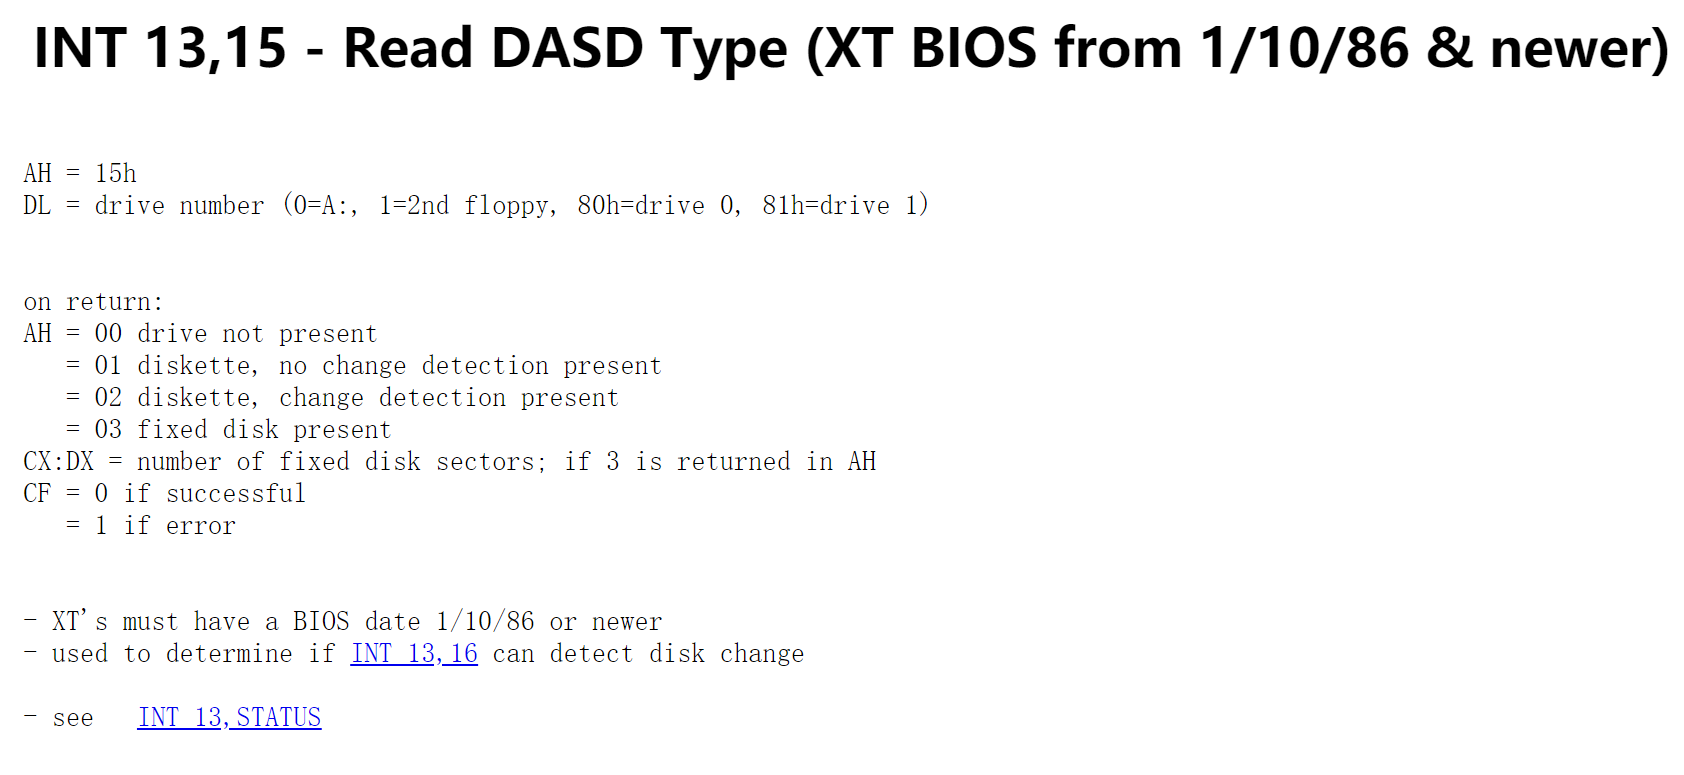 INT 13,15 - Read DASD Type (XT BIOS from 1/10/86 & newer)
AH = 15h
DL = drive number (0=A:, 1=2nd floppy, 80h=drive 0, 81h=drive 1)
on return:
AH = 00 drive not present
= 01 diskette, no change detection present
= 02 diskette, change detection present
= 03 fixed disk present
CX:DX = number of fixed disk sectors; if 3 is returned in AH
CF = 0 if successful
= 1 if error
- XT's must have a BIOS date 1/10/86 or newer
- used to determine if INT 13,16 can detect disk change
- see INT 13,STATUS